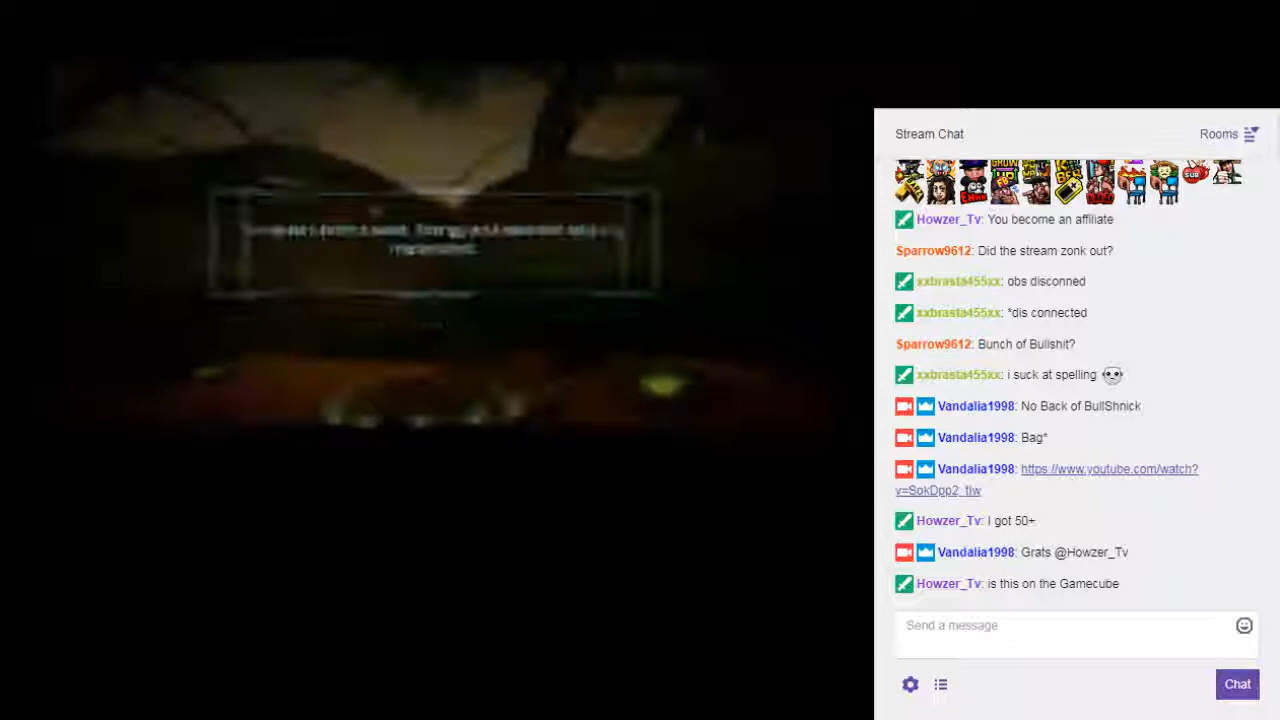 Stream Chat
Rooms
Howzer_Tv: You become an affiliate
Sparrow9612: Did the stream zonk out?
xxbrasta455xx: obs disconned
xxbrasta455xx: *dis connected
Sparrow9612: Bunch of Bullshit?
xxbrasta455xx: i suck at spelling
Vandalia1998: No Back of BullShnick
Vandalia1998: Bag*
Vandalia1998: https://www.youtube.com/watch?
Howzer_Tv: I got 50+
Vandalia1998: Grats @Howzer_Tv
Howzer_Tv: is this on the Gamecube
Send a message
Chat